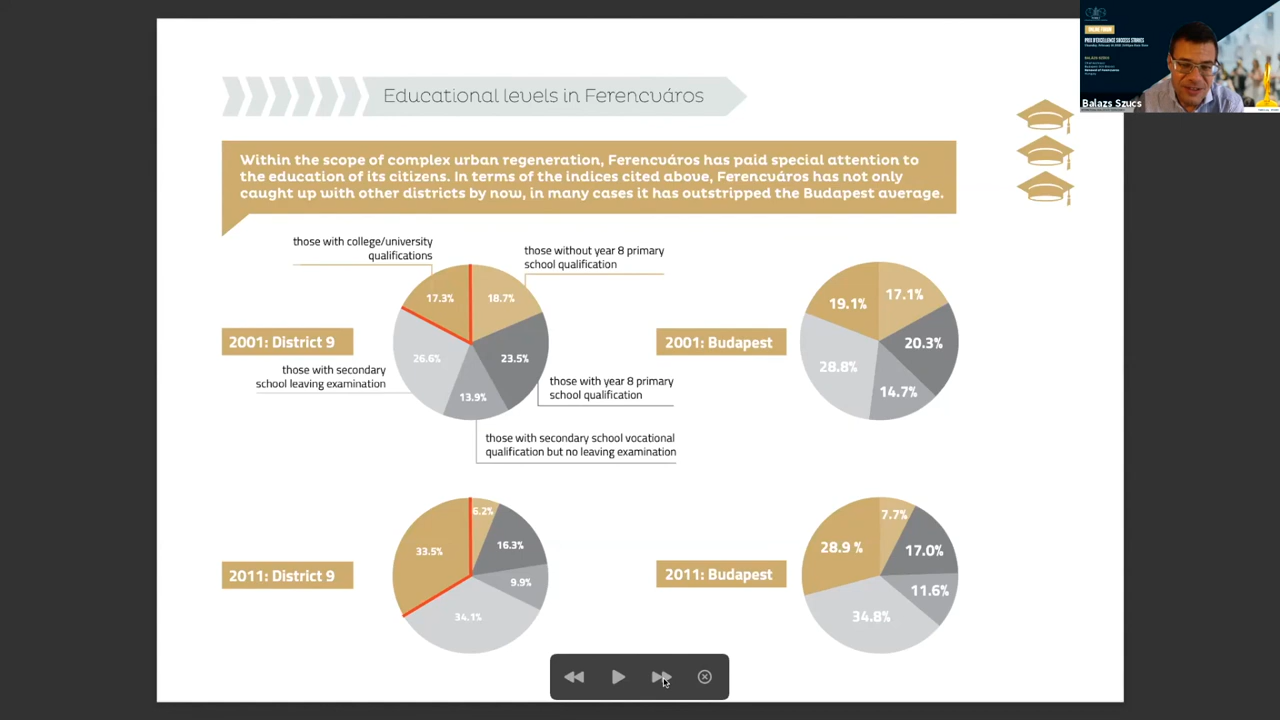 Educational levels in Ferencváros
Within the scope of complex urban regeneration, Ferencváros has paid special attention to
the education of its citizens. In terms of the indices cited above, Ferencváros has not only
caught up with other districts by now, in many cases it has outstripped the Budapest average.
those with college/university
qualifications
those without year 8 primary
school qualification
17.3%
18.7%
26.6%
23.5%
13.9%
2001: District 9
those with secondary
school leaving examination
those with year 8 primary
school qualification
those with secondary school vocational
qualification but no leaving examination
2001: Budapest
19.1%
17.1%
20.3%
28.8%
14.7%
2011: District 9
6.2%
33.5%
16.3%
9.9%
34.1%
2011: Budapest
7.7%
28.9 %
17.0%
11.6%
34.8%
PRIX D'EXCELLENCE SUCCESS STORIES
BALAZS SZUCS
Balazs Szucs